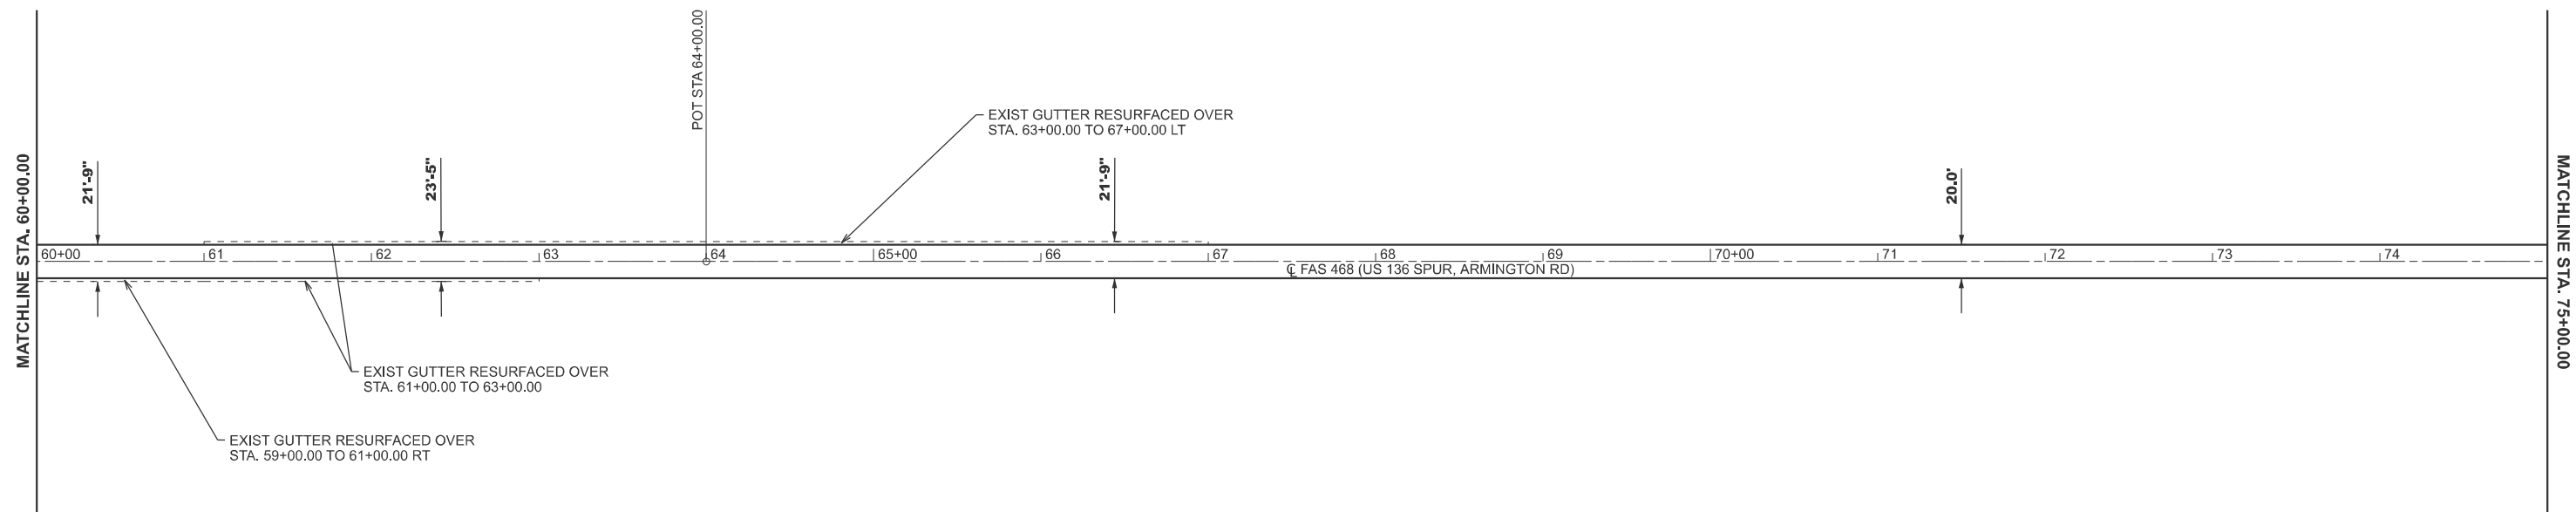 MATCHLINE STA. 60+00.00
POT STA 64+00.00
EXIST GUTTER RESURFACED OVER
STA. 63+00.00 TO 67+00.00 LT
21'-9"
23'-5"
21'-9"
20.0'
60+00 61 62 63 64 65+00 66 67 68 69 70+00 71 72 73 74
℄ FAS 468 (US 136 SPUR, ARMINGTON RD)
EXIST GUTTER RESURFACED OVER
STA. 61+00.00 TO 63+00.00
EXIST GUTTER RESURFACED OVER
STA. 59+00.00 TO 61+00.00 RT
MATCHLINE STA. 75+00.00